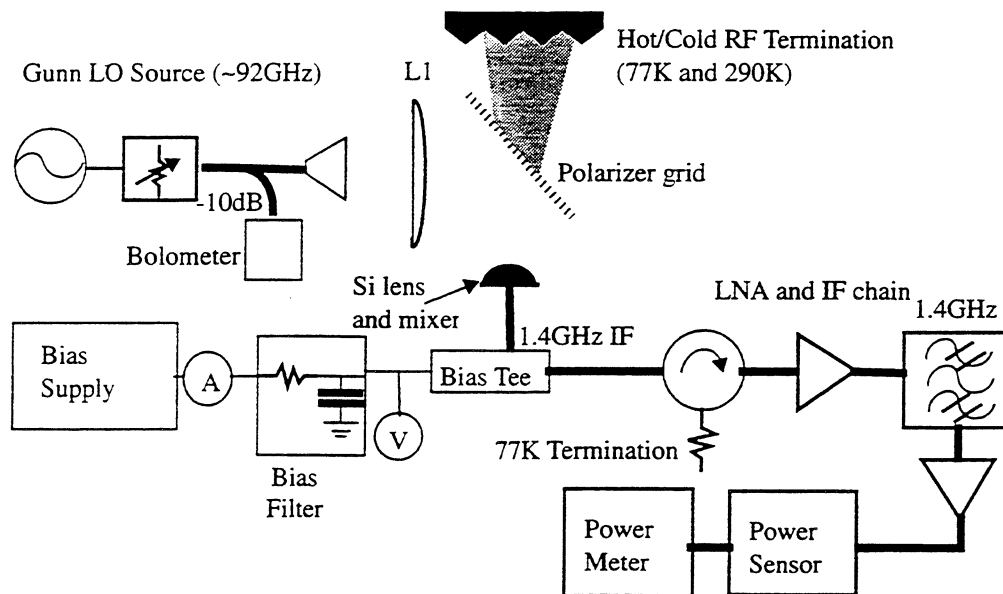 Gunn LO Source (~92GHz)
L1
Hot/Cold RF Termination
(77K and 290K)
Polarizer grid
-10dB
Bolometer
Si lens
and mixer
LNA and IF chain
1.4GHz
1.4GHz IF
Bias
Supply
A
V
Bias Tee
77K Termination
Bias
Filter
Power
Meter
Power
Sensor